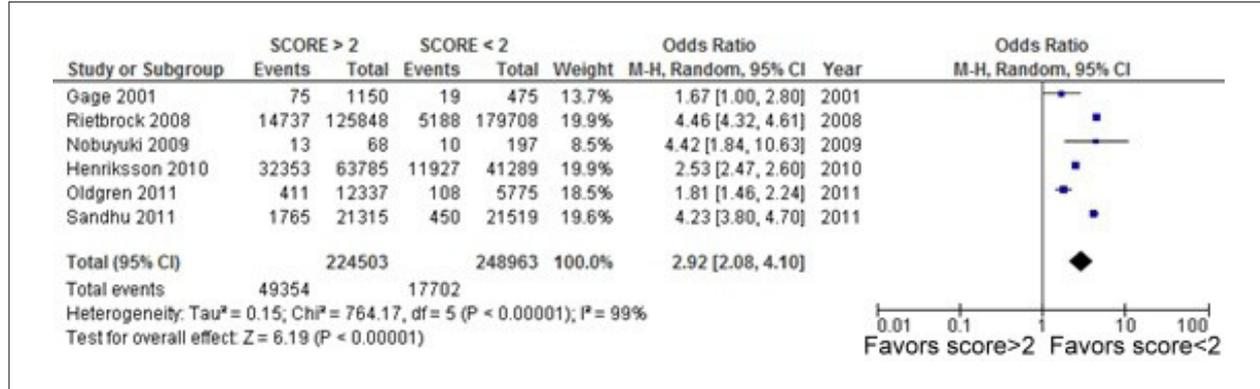 SCORE > 2 SCORE < 2 Odds Ratio Odds Ratio
Study or Subgroup Events Total Events Total Weight M-H, Random, 95% CI Year M-H, Random, 95% CI
Gage 2001 75 1150 19 475 13.7% 1.67 [1.00, 2.80] 2001
Rietbrock 2008 14737 125848 5188 179708 19.9% 4.46 [4.32, 4.61] 2008
Nobuyuki 2009 13 68 10 197 8.5% 4.42 [1.84, 10.63] 2009
Henriksson 2010 32353 63785 11927 41289 19.9% 2.53 [2.47, 2.60] 2010
Oldgren 2011 411 12337 108 5775 18.5% 1.81 [1.46, 2.24] 2011
Sandhu 2011 1765 21315 450 21519 19.6% 4.23 [3.80, 4.70] 2011
Total (95% CI) 224503 248963 100.0% 2.92 [2.08, 4.10]
Total events 49354 17702
Heterogeneity: Tau² = 0.15; Chi² = 764.17, df = 5 (P < 0.00001); I² = 99%
Test for overall effect: Z = 6.19 (P < 0.00001)
0.01 0.1 1 10 100
Favors score>2 Favors score<2